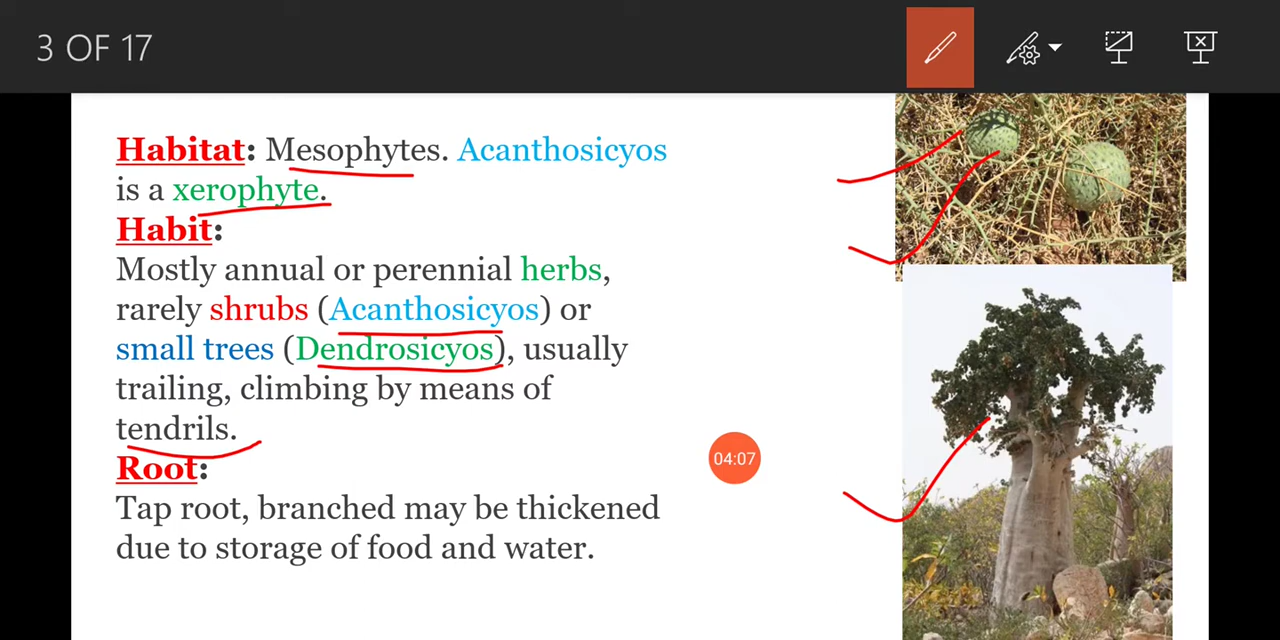 3 OF 17
Habitat: Mesophytes. Acanthosicyos
is a xerophyte.
Habit:
Mostly annual or perennial herbs,
rarely shrubs (Acanthosicyos) or
small trees (Dendrosicyos), usually
trailing, climbing by means of
tendrils.
Root:
Tap root, branched may be thickened
due to storage of food and water.
04:07